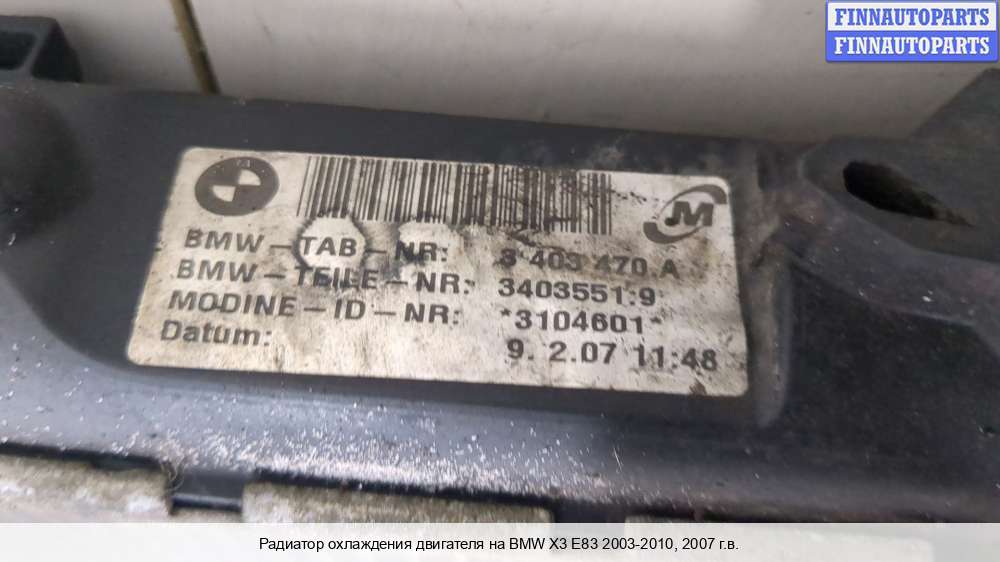 FINNAUTOPARTS
FINNAUTOPARTS
BMW-TAB-NR: 8 403 470 A
BMW-TEILE-NR: 3403551.9
MODINE-ID-NR: *3104601*
Datum: 9. 2.07 11:48
Радиатор охлаждения двигателя на BMW X3 E83 2003-2010, 2007 г.в.